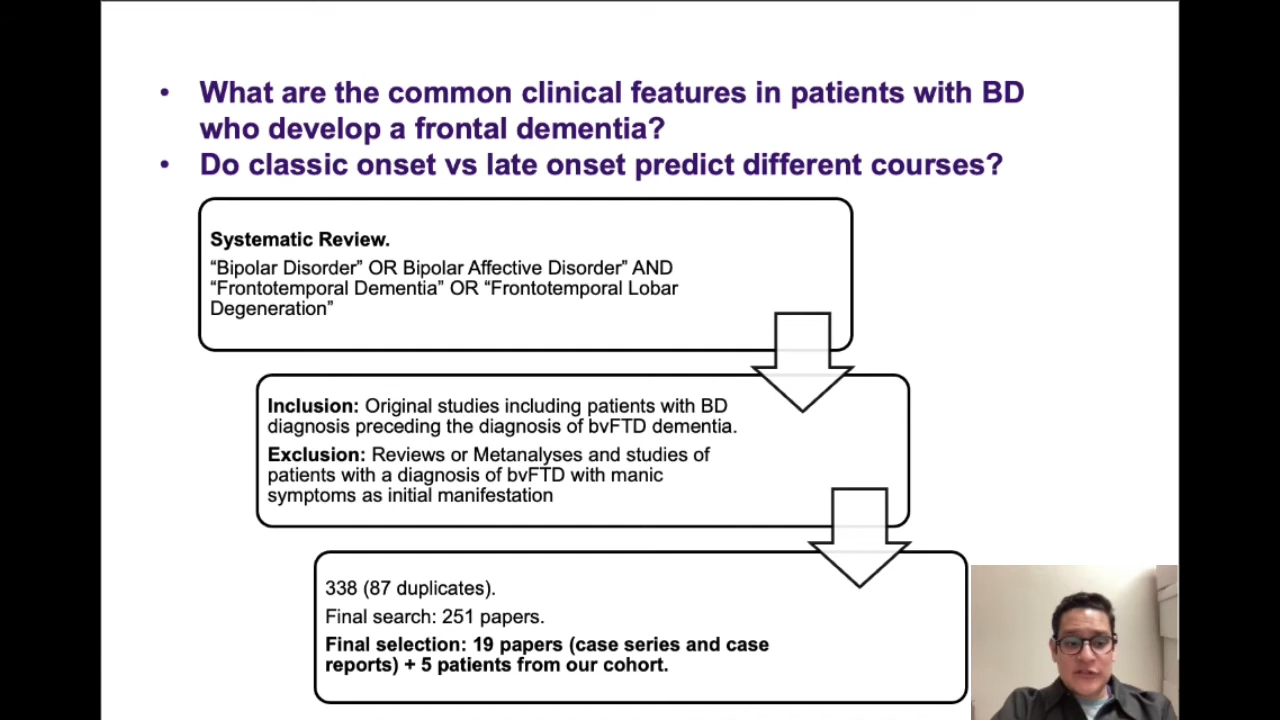 • What are the common clinical features in patients with BD
who develop a frontal dementia?
• Do classic onset vs late onset predict different courses?
Systematic Review.
“Bipolar Disorder” OR Bipolar Affective Disorder” AND
“Frontotemporal Dementia” OR “Frontotemporal Lobar
Degeneration”
Inclusion: Original studies including patients with BD
diagnosis preceding the diagnosis of bvFTD dementia.
Exclusion: Reviews or Metanalyses and studies of
patients with a diagnosis of bvFTD with manic
symptoms as initial manifestation
338 (87 duplicates).
Final search: 251 papers.
Final selection: 19 papers (case series and case
reports) + 5 patients from our cohort.